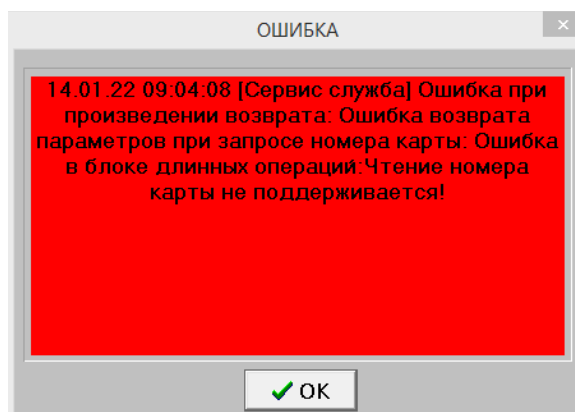 ОШИБКА
14.01.22 09:04:08 [Сервис служба] Ошибка при
произведении возврата: Ошибка возврата
параметров при запросе номера карты: Ошибка
в блоке длинных операций:Чтение номера
карты не поддерживается!
OK